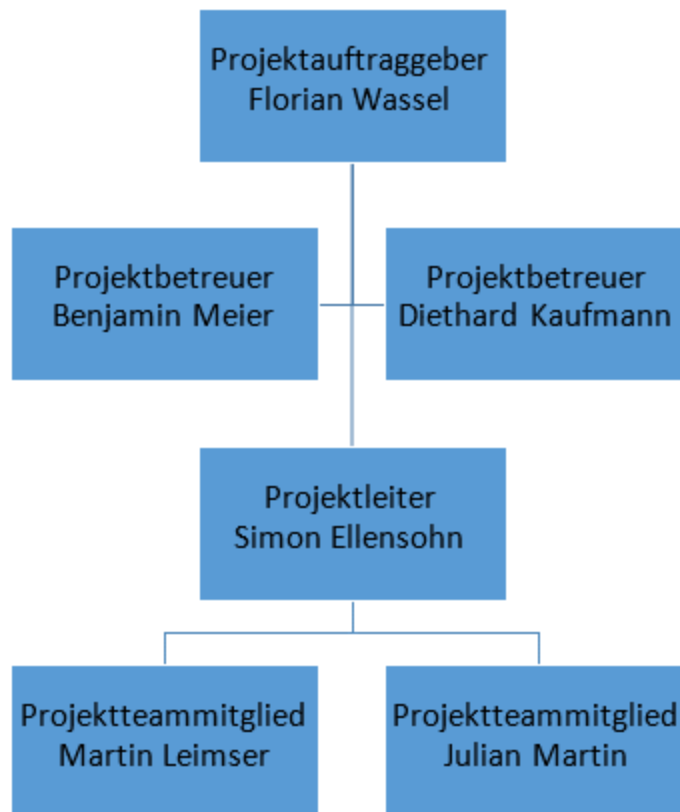 Projektauftraggeber
Florian Wassel
Projektbetreuer
Benjamin Meier
Projektbetreuer
Diethard Kaufmann
Projektleiter
Simon Ellensohn
Projektteammitglied
Martin Leimser
Projektteammitglied
Julian Martin